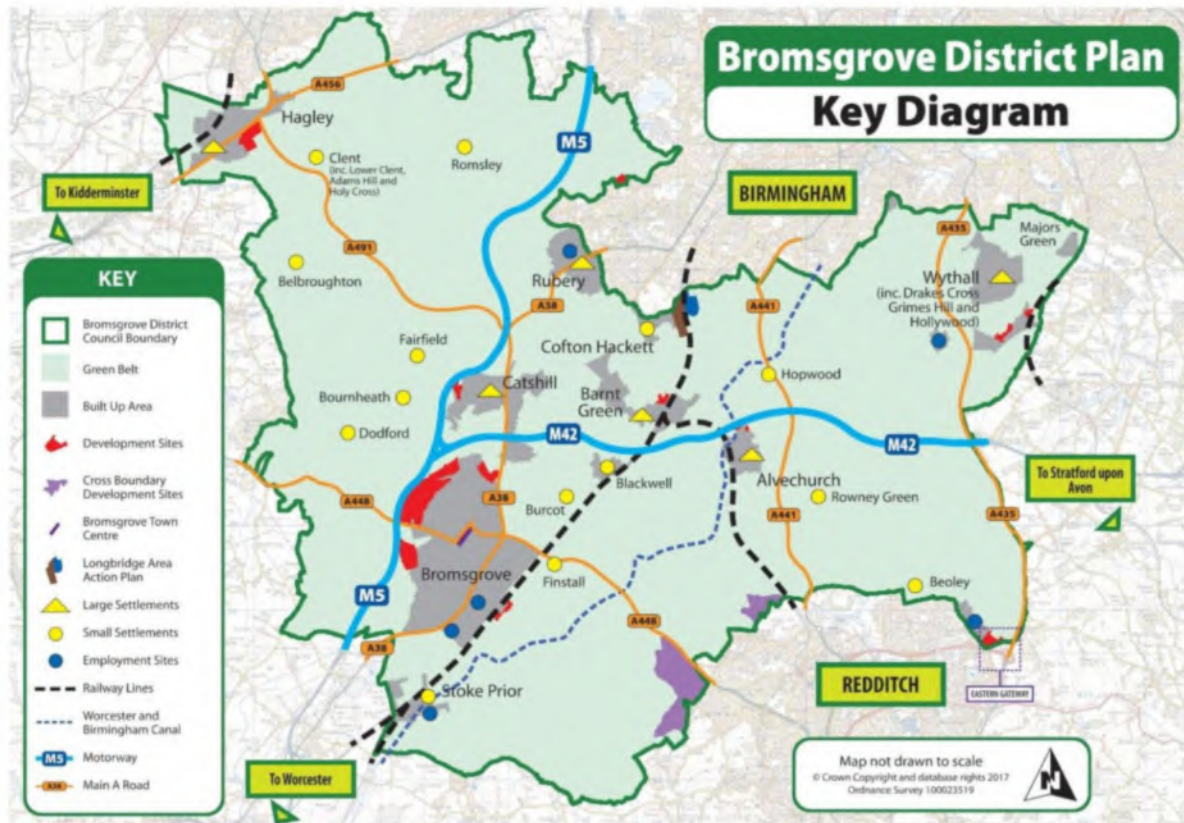 Bromsgrove District Plan
Key Diagram
A456
Hagley
Clent
(inc. Lower Clent,
Adams Hill and
Holy Cross)
Romsley
M5
To Kidderminster
BIRMINGHAM
A435
Majors
Green
A491
Belbroughton
Rubery
Wythall
(inc. Drakes Cross
Grimes Hill and
Hollywood)
A38
A441
Cofton Hackett
Fairfield
Hopwood
Catshill
Barnt
Green
Bournheath
Dodford
M42
M42
To Stratford upon
Avon
Blackwell
Alvechurch
A448
A38
Burcot
Rowney Green
A441
A435
Bromsgrove
Finstall
Beoley
M5
A448
A38
REDDITCH
EASTERN GATEWAY
Stoke Prior
To Worcester
KEY
Bromsgrove District
Council Boundary
Green Belt
Built Up Area
Development Sites
Cross Boundary
Development Sites
Bromsgrove Town
Centre
Longbridge Area
Action Plan
Large Settlements
Small Settlements
Employment Sites
Railway Lines
Worcester and
Birmingham Canal
M5
Motorway
A38
Main A Road
Map not drawn to scale
© Crown Copyright and database rights 2017
Ordnance Survey 100023519
N